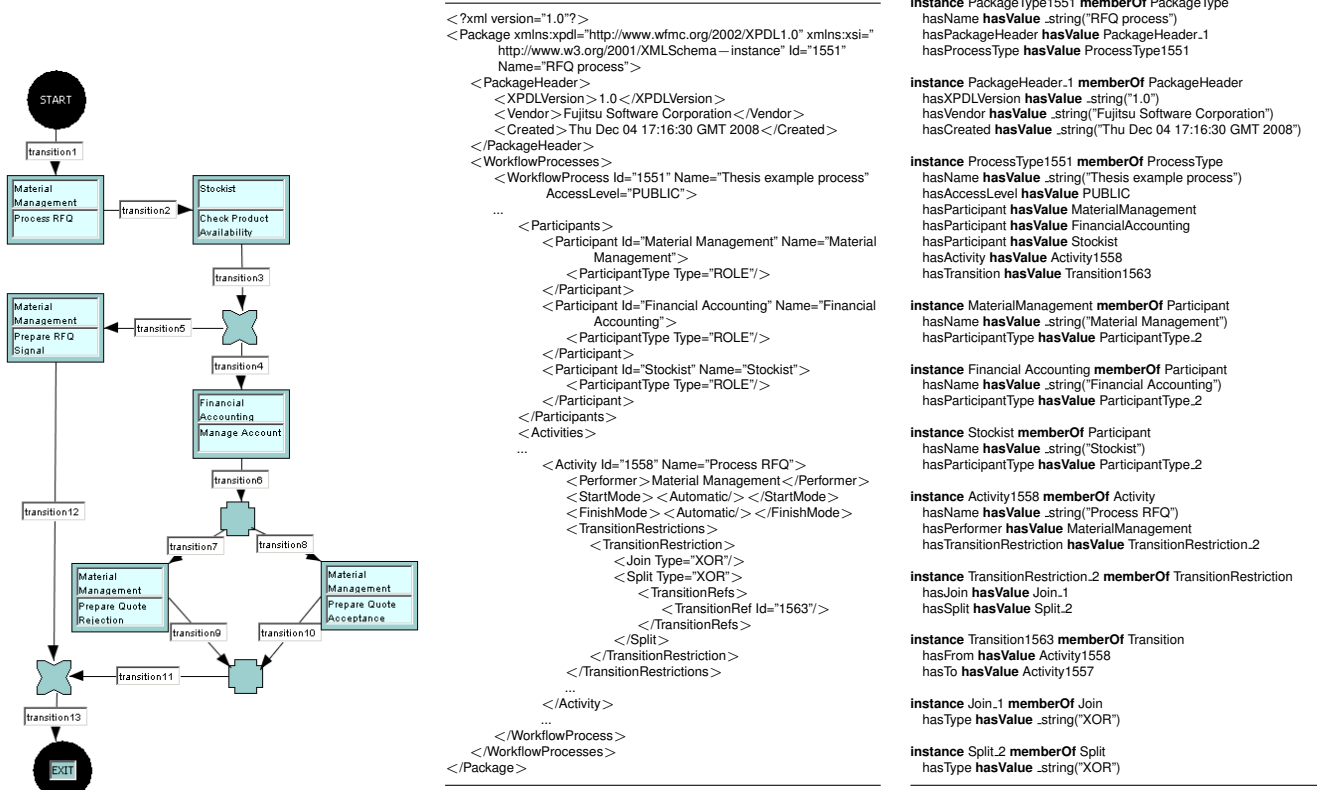 START
transition1
Material
Management
Process RFQ
transition2
Stockist
Check Product
Availability
transition3
Material
Management
Prepare RFQ
Signal
transition5
transition4
Financial
Accounting
Manage Account
transition6
transition12
transition7
transition8
Material
Management
Prepare Quote
Rejection
Material
Management
Prepare Quote
Acceptance
transition9
transition10
transition11
transition13
EXIT
<?xml version="1.0"?>
<Package xmlns:xpdl="http://www.wfmc.org/2002/XPDL1.0" xmlns:xsi="
http://www.w3.org/2001/XMLSchema−instance" Id="1551"
Name="RFQ process">
<PackageHeader>
<XPDLVersion>1.0</XPDLVersion>
<Vendor>Fujitsu Software Corporation</Vendor>
<Created>Thu Dec 04 17:16:30 GMT 2008</Created>
</PackageHeader>
<WorkflowProcesses>
<WorkflowProcess Id="1551" Name="Thesis example process"
AccessLevel="PUBLIC">
...
<Participants>
<Participant Id="Material Management" Name="Material
Management">
<ParticipantType Type="ROLE"/>
</Participant>
<Participant Id="Financial Accounting" Name="Financial
Accounting">
<ParticipantType Type="ROLE"/>
</Participant>
<Participant Id="Stockist" Name="Stockist">
<ParticipantType Type="ROLE"/>
</Participant>
</Participants>
<Activities>
...
<Activity Id="1558" Name="Process RFQ">
<Performer>Material Management</Performer>
<StartMode><Automatic/></StartMode>
<FinishMode><Automatic/></FinishMode>
<TransitionRestrictions>
<TransitionRestriction>
<Join Type="XOR"/>
<Split Type="XOR">
<TransitionRefs>
<TransitionRef Id="1563"/>
</TransitionRefs>
</Split>
</TransitionRestriction>
</TransitionRestrictions>
...
</Activity>
...
</WorkflowProcess>
</WorkflowProcesses>
</Package>
instance PackageType1551 memberOf PackageType
hasName hasValue _string("RFQ process")
hasPackageHeader hasValue PackageHeader_1
hasProcessType hasValue ProcessType1551
instance PackageHeader_1 memberOf PackageHeader
hasXPDLVersion hasValue _string("1.0")
hasVendor hasValue _string("Fujitsu Software Corporation")
hasCreated hasValue _string("Thu Dec 04 17:16:30 GMT 2008")
instance ProcessType1551 memberOf ProcessType
hasName hasValue _string("Thesis example process")
hasAccessLevel hasValue PUBLIC
hasParticipant hasValue MaterialManagement
hasParticipant hasValue FinancialAccounting
hasParticipant hasValue Stockist
hasActivity hasValue Activity1558
hasTransition hasValue Transition1563
instance MaterialManagement memberOf Participant
hasName hasValue _string("Material Management")
hasParticipantType hasValue ParticipantType_2
instance Financial Accounting memberOf Participant
hasName hasValue _string("Financial Accounting")
hasParticipantType hasValue ParticipantType_2
instance Stockist memberOf Participant
hasName hasValue _string("Stockist")
hasParticipantType hasValue ParticipantType_2
instance Activity1558 memberOf Activity
hasName hasValue _string("Process RFQ")
hasPerformer hasValue MaterialManagement
hasTransitionRestriction hasValue TransitionRestriction_2
instance TransitionRestriction_2 memberOf TransitionRestriction
hasJoin hasValue Join_1
hasSplit hasValue Split_2
instance Transition1563 memberOf Transition
hasFrom hasValue Activity1558
hasTo hasValue Activity1557
instance Join_1 memberOf Join
hasType hasValue _string("XOR")
instance Split_2 memberOf Split
hasType hasValue _string("XOR")